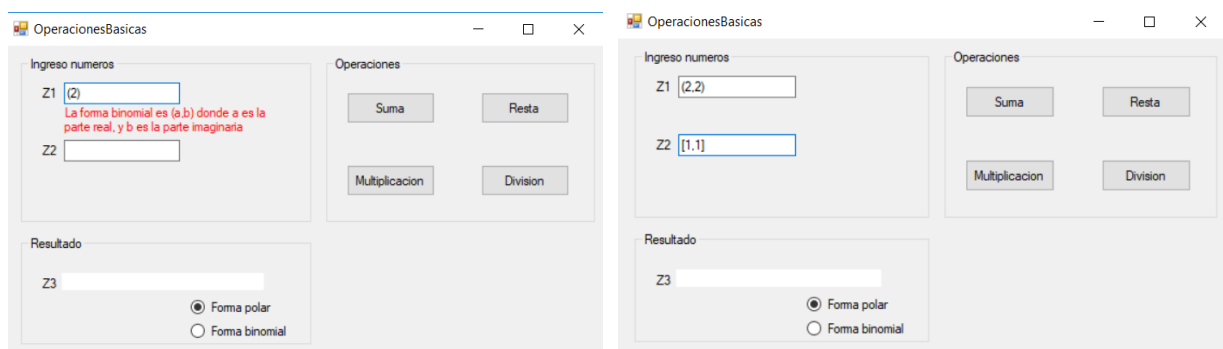 OperacionesBasicas
Ingreso numeros
Z1 (2)
La forma binomial es (a,b) donde a es la
parte real, y b es la parte imaginaria
Z2
Operaciones
Suma Resta
Multiplicacion Division
Resultado
Z3
Forma polar
Forma binomial
OperacionesBasicas
Ingreso numeros
Z1 (2,2)
Z2 [1,1]
Operaciones
Suma Resta
Multiplicacion Division
Resultado
Z3
Forma polar
Forma binomial